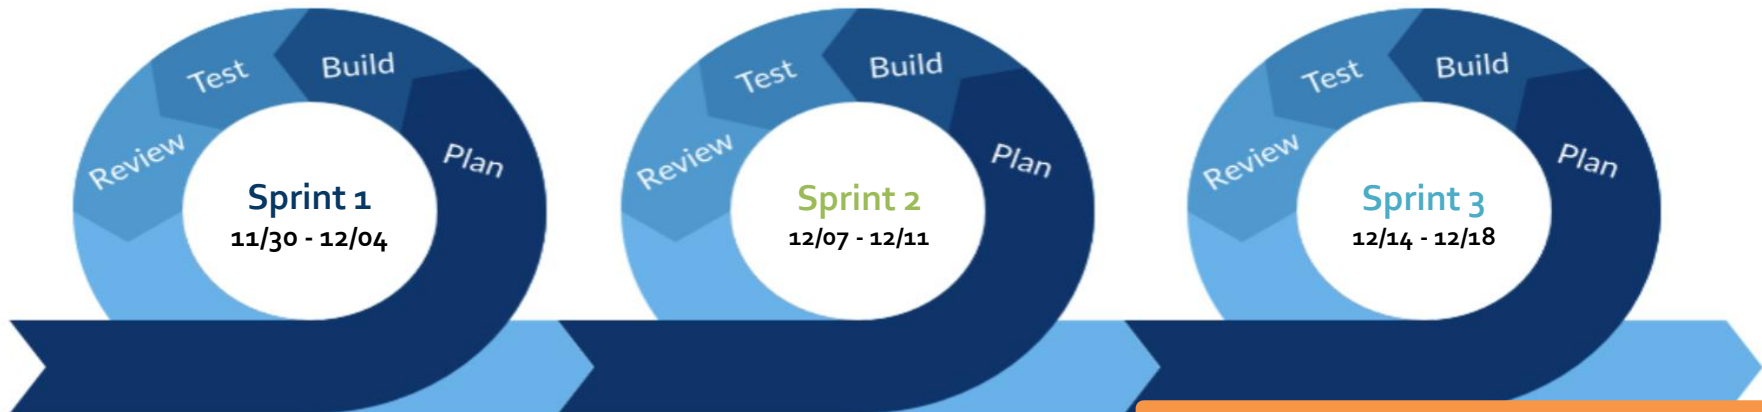 Test
Build
Review
Plan
Sprint 1
11/30 - 12/04
Test
Build
Review
Plan
Sprint 2
12/07 - 12/11
Test
Build
Review
Plan
Sprint 3
12/14 - 12/18